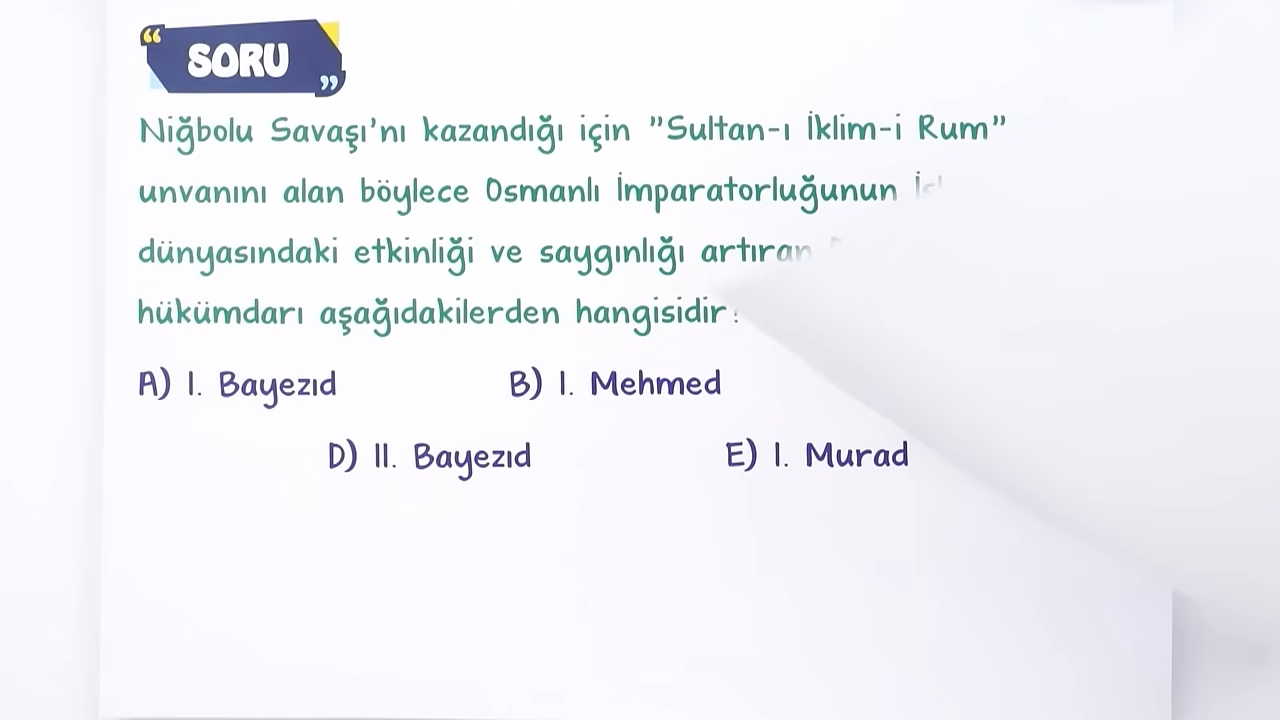 SORU
Niğbolu Savaşı'nı kazandığı için "Sultan-ı İklim-i Rum"
unvanını alan böylece Osmanlı İmparatorluğunun
dünyasındaki etkinliği ve saygınlığı artıran
hükümdarı aşağıdakilerden hangisidir
A) I. Bayezıd B) I. Mehmed
D) II. Bayezıd E) I. Murad